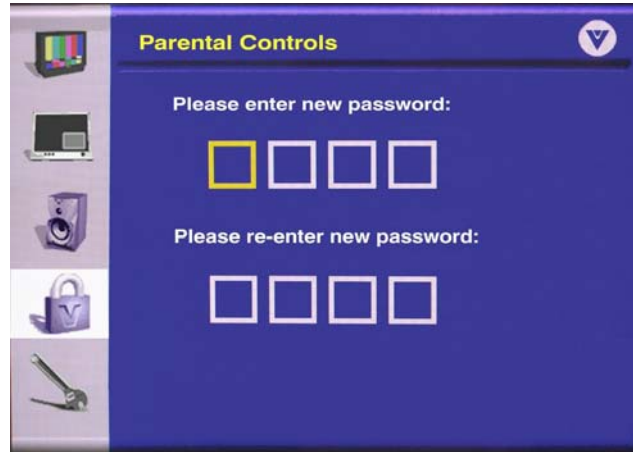 Parental Controls
V
Please enter new password:
Please re-enter new password:
V